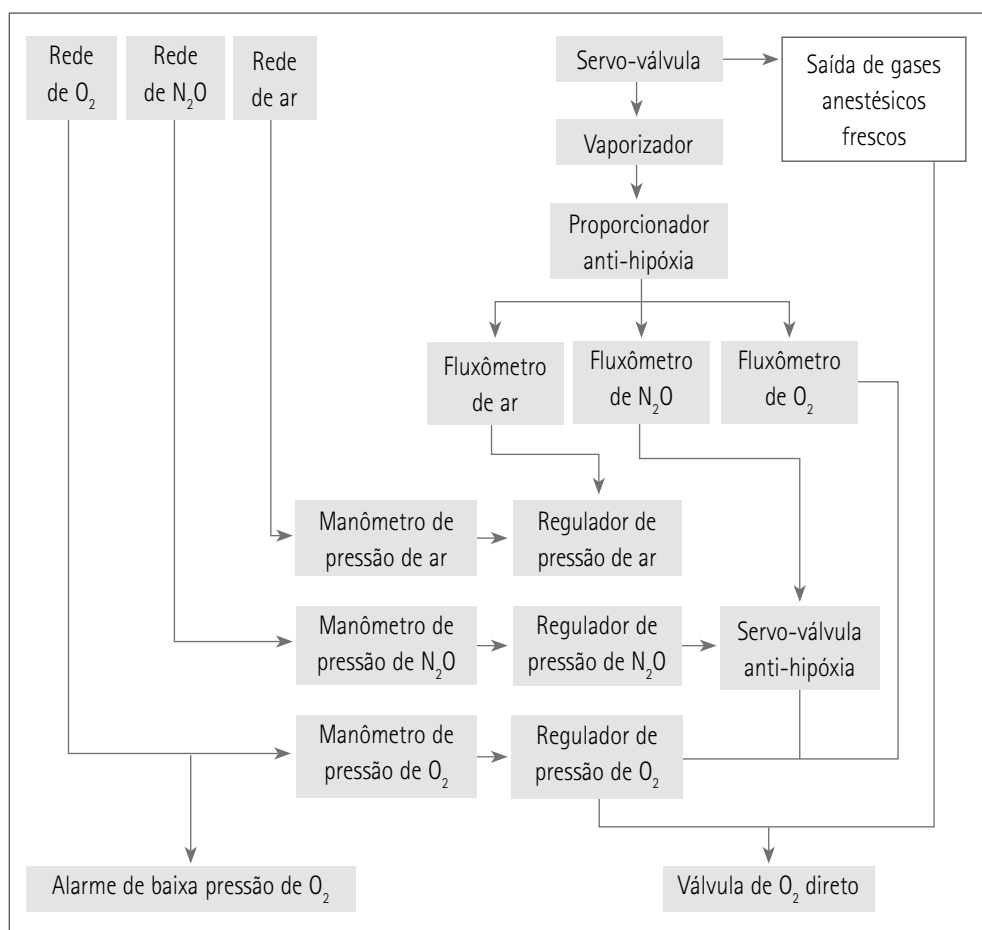 Rede
de O₂
Rede
de N₂O
Rede
de ar
Servo-válvula
Saída de gases
anestésicos
frescos
Vaporizador
Proporcionador
anti-hipóxia
Fluxômetro
de ar
Fluxômetro
de N₂O
Fluxômetro
de O₂
Manômetro de
pressão de ar
Regulador de
pressão de ar
Manômetro de
pressão de N₂O
Regulador de
pressão de N₂O
Servo-válvula
anti-hipóxia
Manômetro de
pressão de O₂
Regulador de
pressão de O₂
Alarme de baixa pressão de O₂
Válvula de O₂ direto